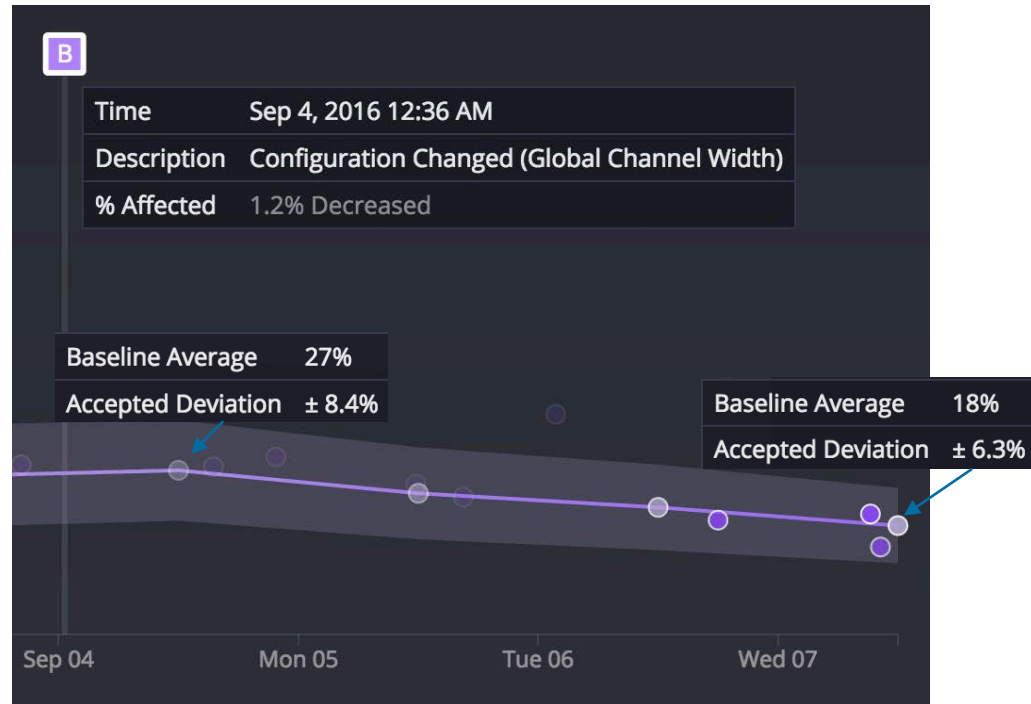 B
Time Sep 4, 2016 12:36 AM
Description Configuration Changed (Global Channel Width)
% Affected 1.2% Decreased
Baseline Average 27%
Accepted Deviation ± 8.4%
Baseline Average 18%
Accepted Deviation ± 6.3%
Sep 04 Mon 05 Tue 06 Wed 07